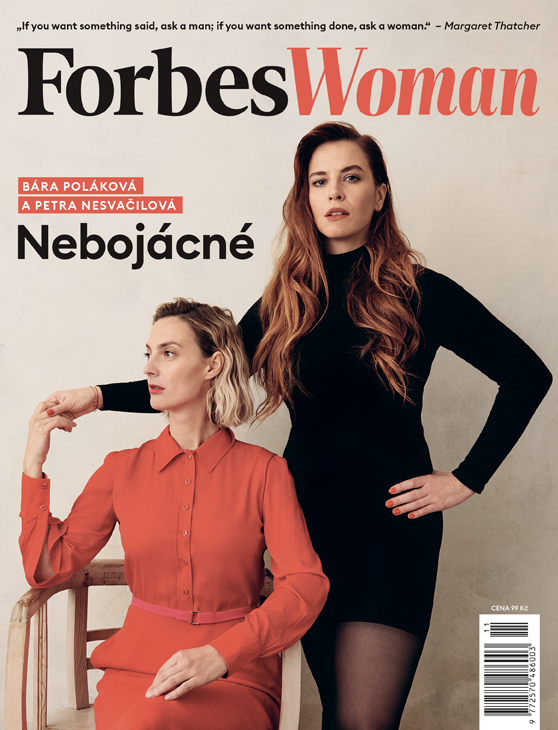 „If you want something said, ask a man; if you want something done, ask a woman.“ – Margaret Thatcher
ForbesWoman
BÁRA POLÁKOVÁ
A PETRA NESVAČILOVÁ
Nebojácné
CENA 99 Kč
11
9 772570 486003